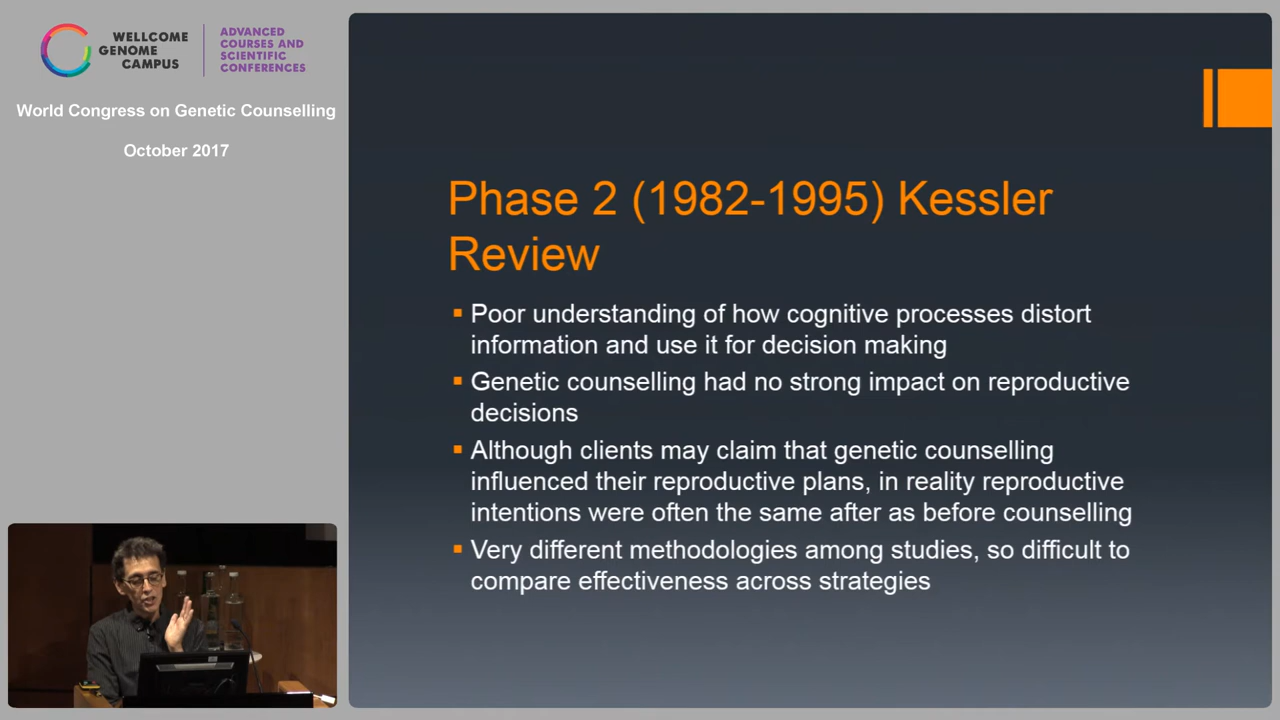 WELLCOME
GENOME
CAMPUS
ADVANCED
COURSES AND
SCIENTIFIC
CONFERENCES
World Congress on Genetic Counselling
October 2017
Phase 2 (1982-1995) Kessler
Review
Poor understanding of how cognitive processes distort
information and use it for decision making
Genetic counselling had no strong impact on reproductive
decisions
Although clients may claim that genetic counselling
influenced their reproductive plans, in reality reproductive
intentions were often the same after as before counselling
Very different methodologies among studies, so difficult to
compare effectiveness across strategies